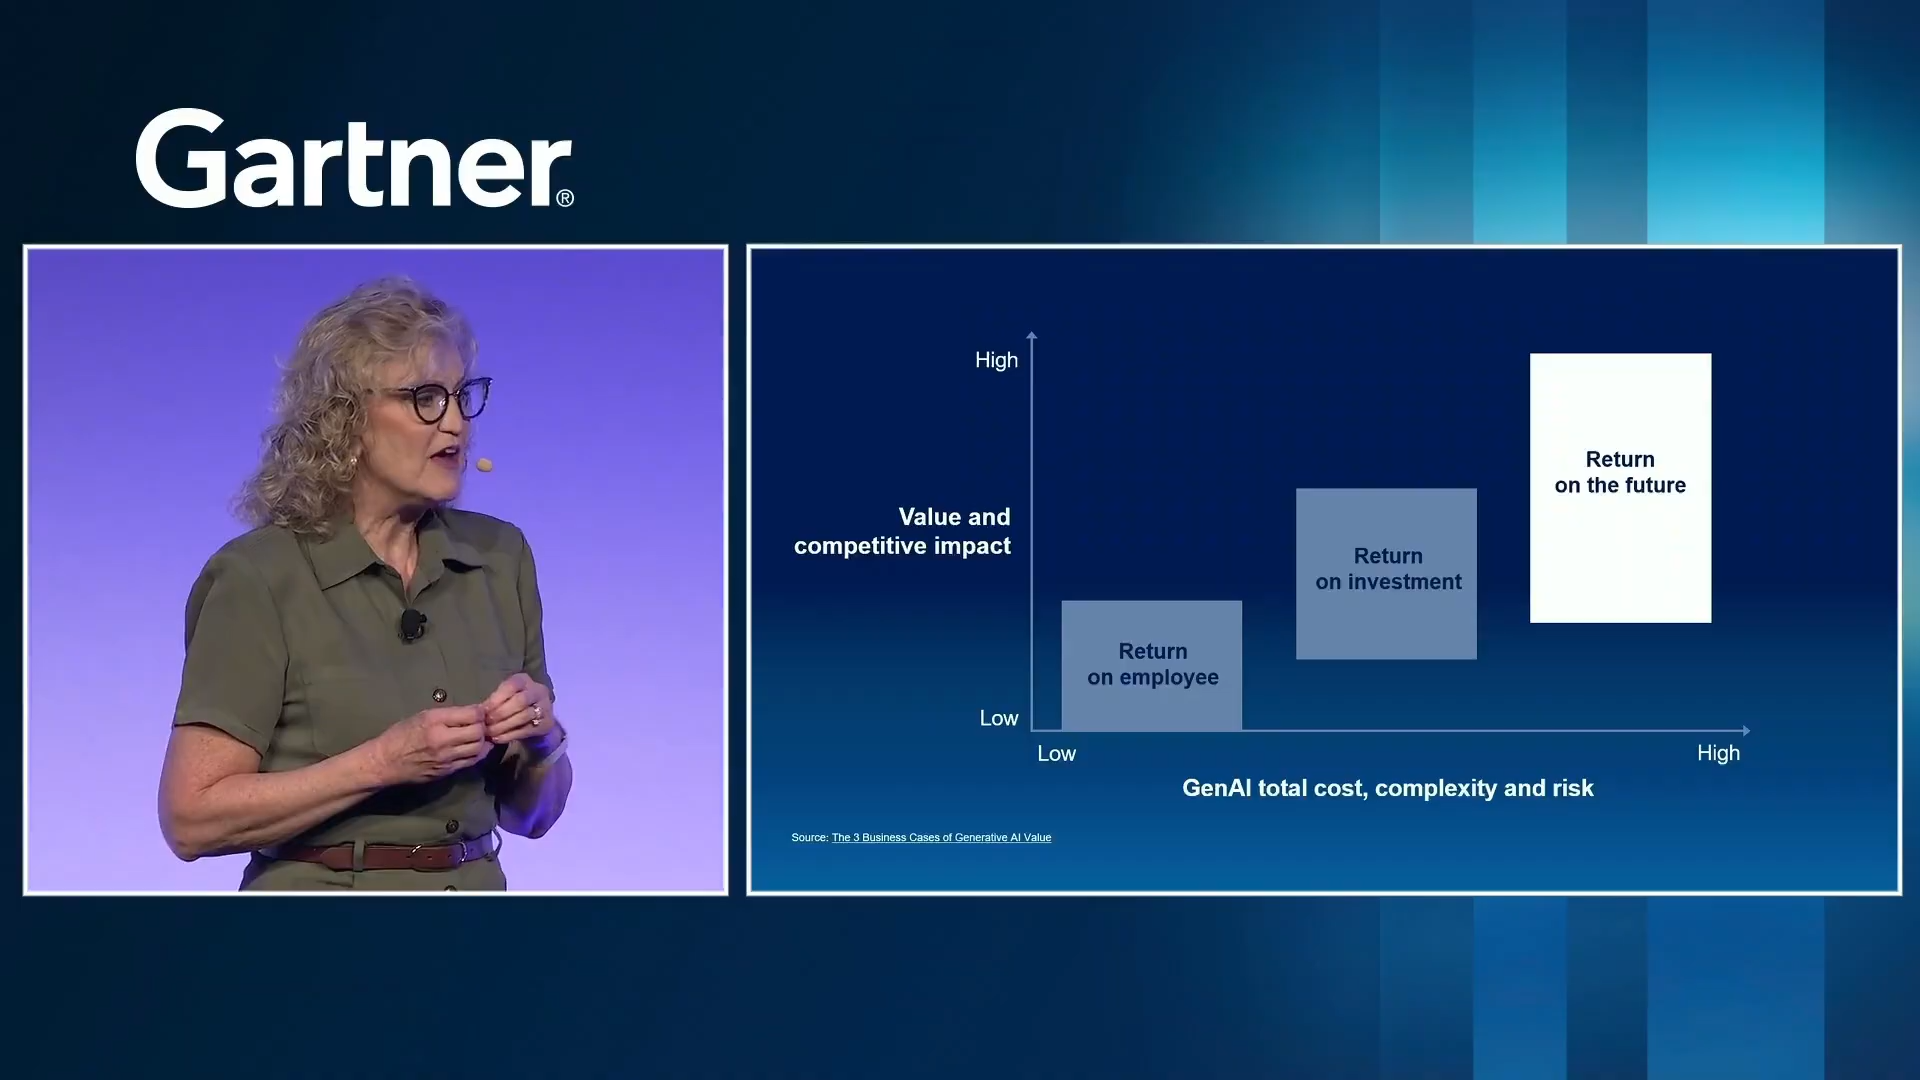 Gartner®
High
Value and
competitive impact
Low
Return
on employee
Return
on investment
Return
on the future
Low
High
GenAI total cost, complexity and risk
Source: The 3 Business Cases of Generative AI Value